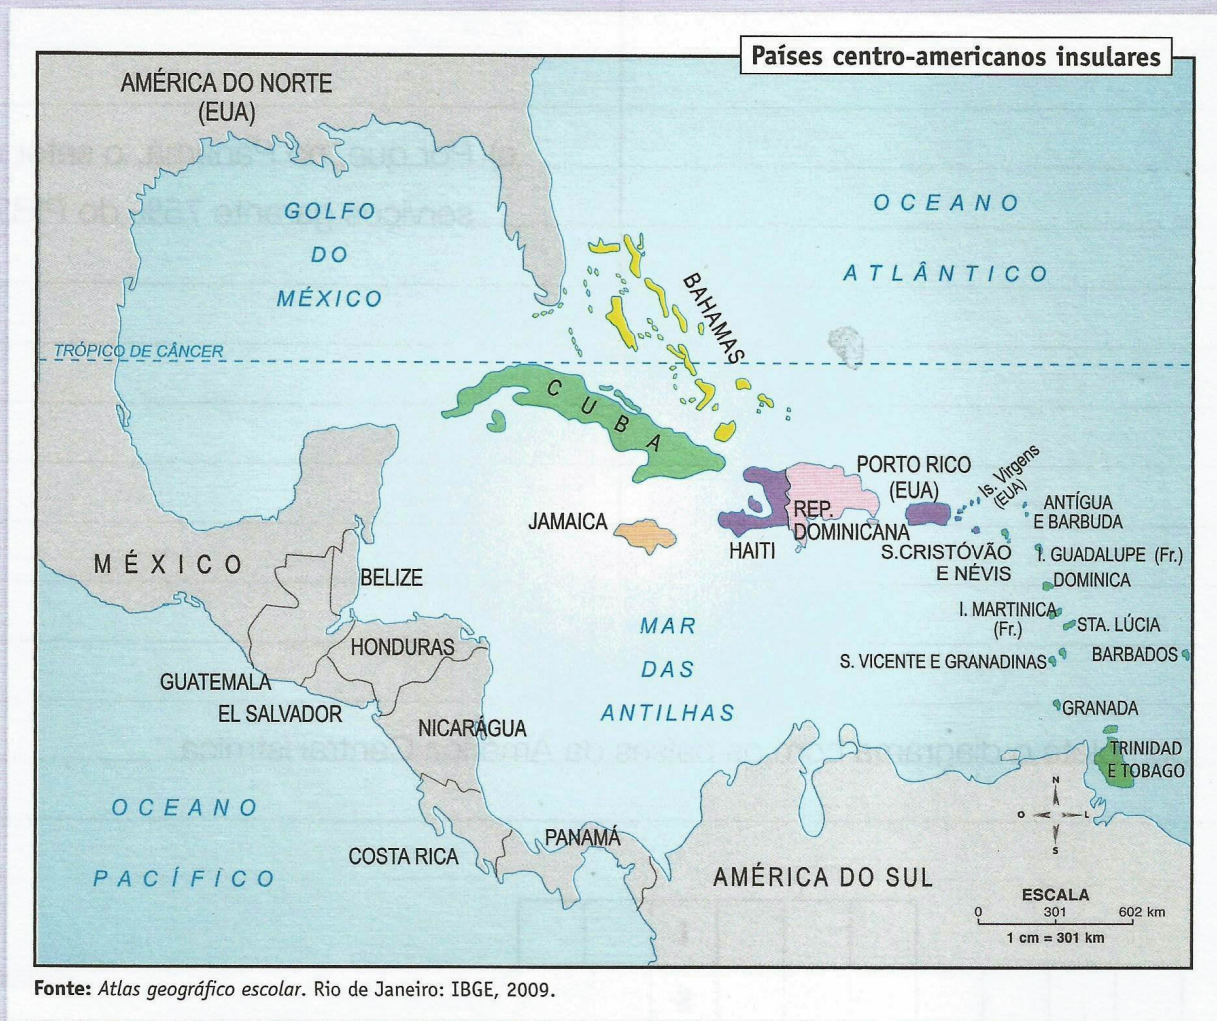 Países centro-americanos insulares
AMÉRICA DO NORTE
(EUA)
GOLFO
DO
MÉXICO
OCEANO
ATLÂNTICO
BAHAMAS
TRÓPICO DE CÂNCER
CUBA
PORTO RICO
(EUA)
Is. Virgens
(EUA)
ANTÍGUA
E BARBUDA
JAMAICA
HAITI
REP.
DOMINICANA
S.CRISTÓVÃO
E NÉVIS
I. GUADALUPE (Fr.)
DOMINICA
MÉXICO
BELIZE
I. MARTINICA
(Fr.)
STA. LÚCIA
HONDURAS
MAR
DAS
ANTILHAS
S. VICENTE E GRANADINAS
BARBADOS
GUATEMALA
EL SALVADOR
NICARÁGUA
GRANADA
TRINIDAD
E TOBAGO
OCEANO
PACÍFICO
COSTA RICA
PANAMÁ
AMÉRICA DO SUL
N
O
L
S
ESCALA
0 301 602 km
1 cm = 301 km
Fonte: Atlas geográfico escolar. Rio de Janeiro: IBGE, 2009.